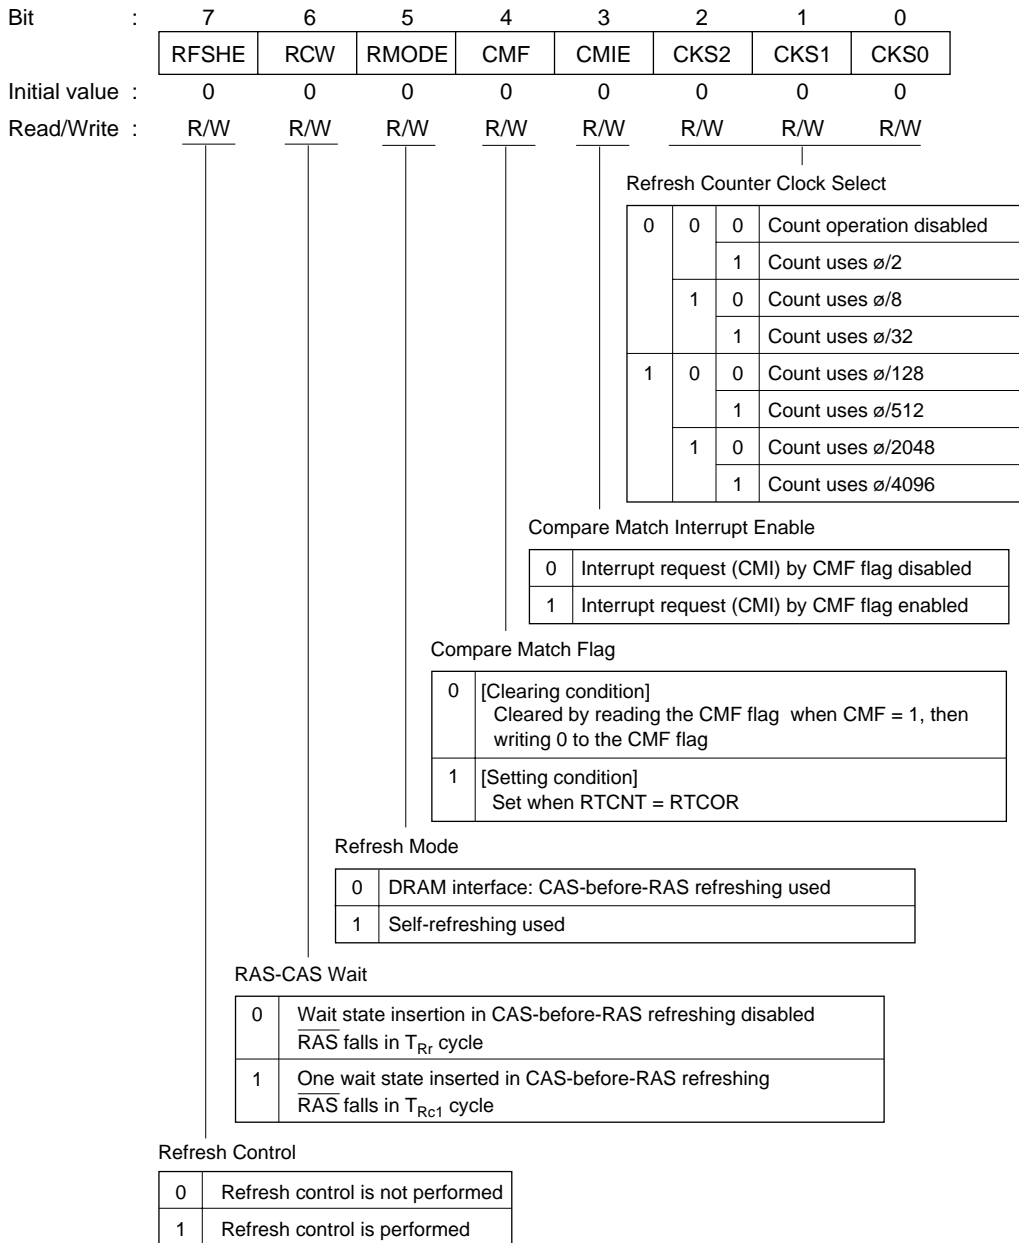 Bit : 7 6 5 4 3 2 1 0
RFSHE RCW RMODE CMF CMIE CKS2 CKS1 CKS0
Initial value : 0 0 0 0 0 0 0 0
Read/Write : R/W R/W R/W R/W R/W R/W R/W R/W
Refresh Counter Clock Select
0 0 0 Count operation disabled
1 Count uses ø/2
1 0 Count uses ø/8
1 Count uses ø/32
1 0 0 Count uses ø/128
1 Count uses ø/512
1 0 Count uses ø/2048
1 Count uses ø/4096
Compare Match Interrupt Enable
0 Interrupt request (CMI) by CMF flag disabled
1 Interrupt request (CMI) by CMF flag enabled
Compare Match Flag
0 [Clearing condition]
Cleared by reading the CMF flag when CMF = 1, then
writing 0 to the CMF flag
1 [Setting condition]
Set when RTCNT = RTCOR
Refresh Mode
0 DRAM interface: CAS-before-RAS refreshing used
1 Self-refreshing used
RAS-CAS Wait
0 Wait state insertion in CAS-before-RAS refreshing disabled
R̅A̅S̅ falls in TRr cycle
1 One wait state inserted in CAS-before-RAS refreshing
R̅A̅S̅ falls in TRc1 cycle
Refresh Control
0 Refresh control is not performed
1 Refresh control is performed